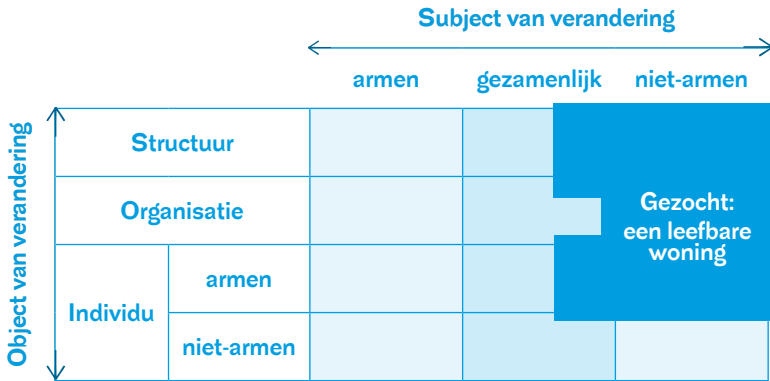 Subject van verandering
armen gezamenlijk niet-armen
Object van verandering
Structuur
Organisatie
Gezocht:
een leefbare
woning
Individu
armen
niet-armen